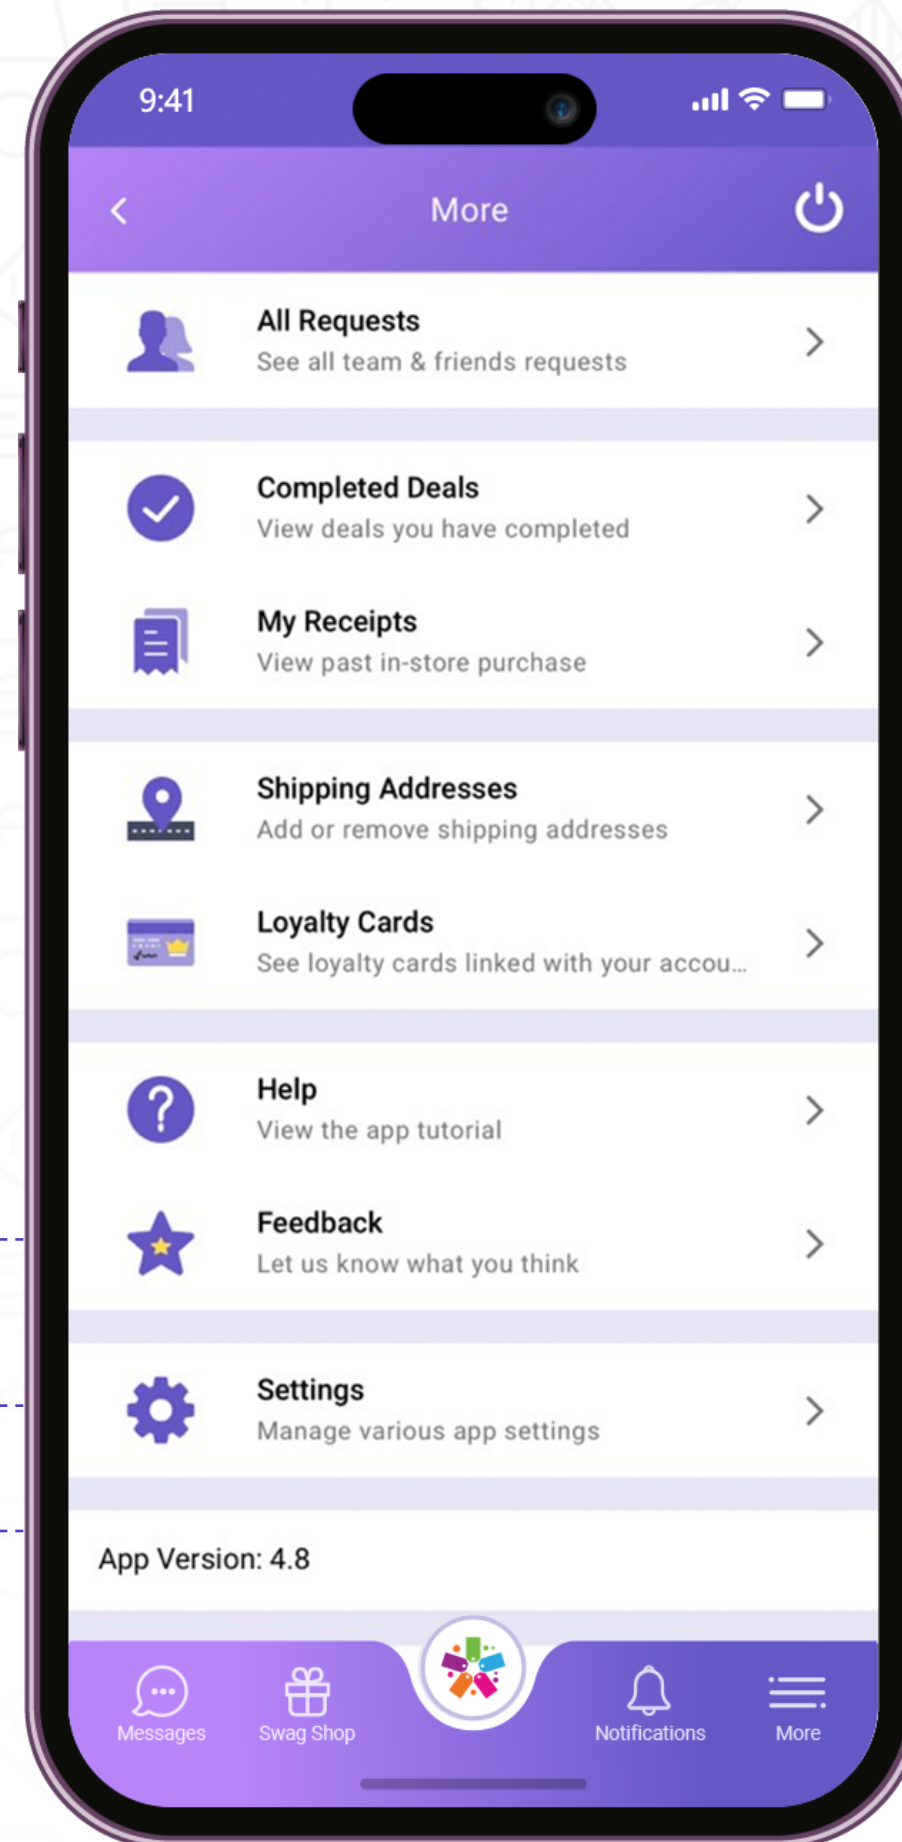 9:41
More
All Requests
See all team & friends requests
Completed Deals
View deals you have completed
My Receipts
View past in-store purchase
Shipping Addresses
Add or remove shipping addresses
Loyalty Cards
See loyalty cards linked with your accou...
Help
View the app tutorial
Feedback
Let us know what you think
Settings
Manage various app settings
App Version: 4.8
Messages
Swag Shop
Notifications
More